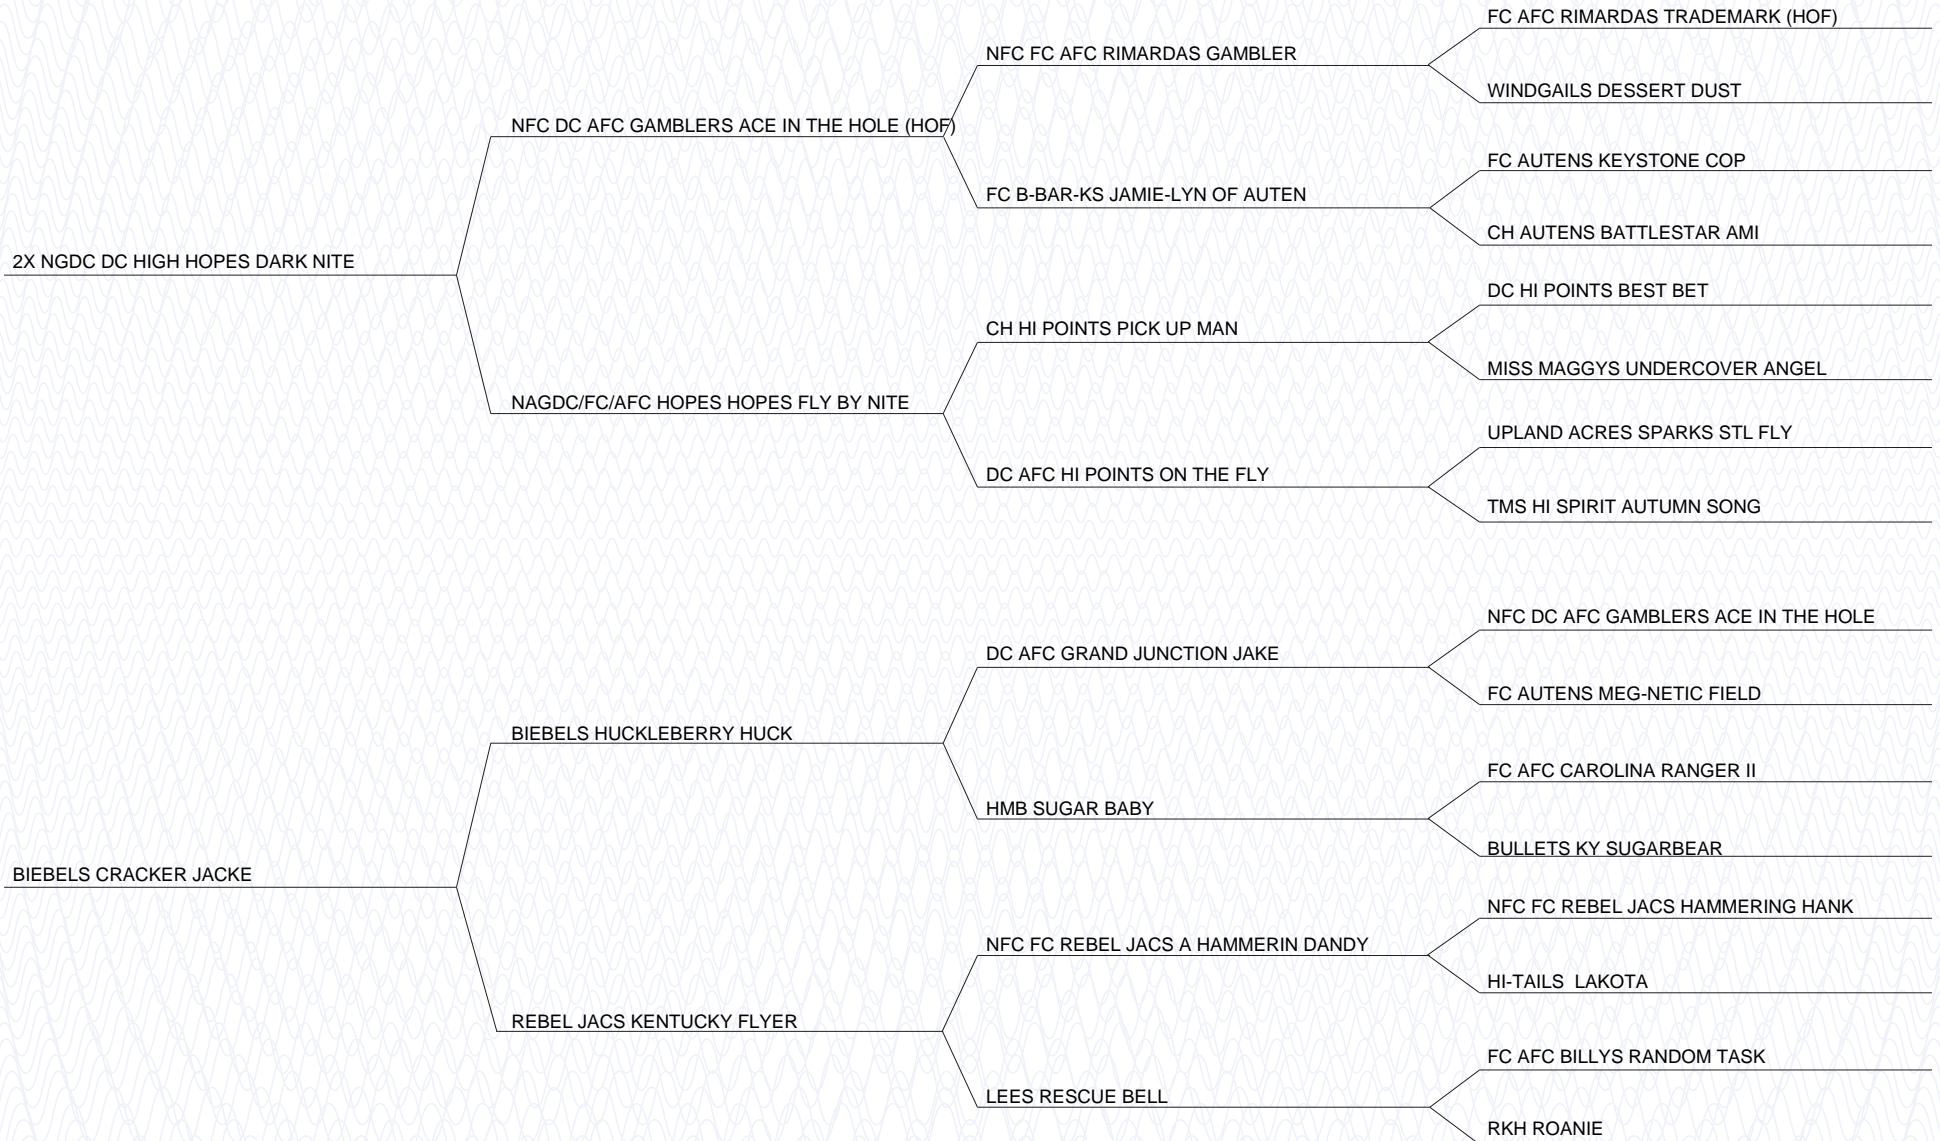 FC AFC RIMARDAS TRADEMARK (HOF)
NFC FC AFC RIMARDAS GAMBLER
WINDGAILS DESSERT DUST
NFC DC AFC GAMBLERS ACE IN THE HOLE (HOF)
FC AUTENS KEYSTONE COP
FC B-BAR-KS JAMIE-LYN OF AUTEN
CH AUTENS BATTLESTAR AMI
2X NGDC DC HIGH HOPES DARK NITE
DC HI POINTS BEST BET
CH HI POINTS PICK UP MAN
MISS MAGGYS UNDERCOVER ANGEL
NAGDC/FC/AFC HOPES HOPES FLY BY NITE
UPLAND ACRES SPARKS STL FLY
DC AFC HI POINTS ON THE FLY
TMS HI SPIRIT AUTUMN SONG
NFC DC AFC GAMBLERS ACE IN THE HOLE
DC AFC GRAND JUNCTION JAKE
FC AUTENS MEG-NETIC FIELD
BIEBELS HUCKLEBERRY HUCK
FC AFC CAROLINA RANGER II
HMB SUGAR BABY
BULLETS KY SUGARBEAR
BIEBELS CRACKER JACKE
NFC FC REBEL JACS HAMMERING HANK
NFC FC REBEL JACS A HAMMERIN DANDY
HI-TAILS  LAKOTA
REBEL JACS KENTUCKY FLYER
FC AFC BILLYS RANDOM TASK
LEES RESCUE BELL
RKH ROANIE